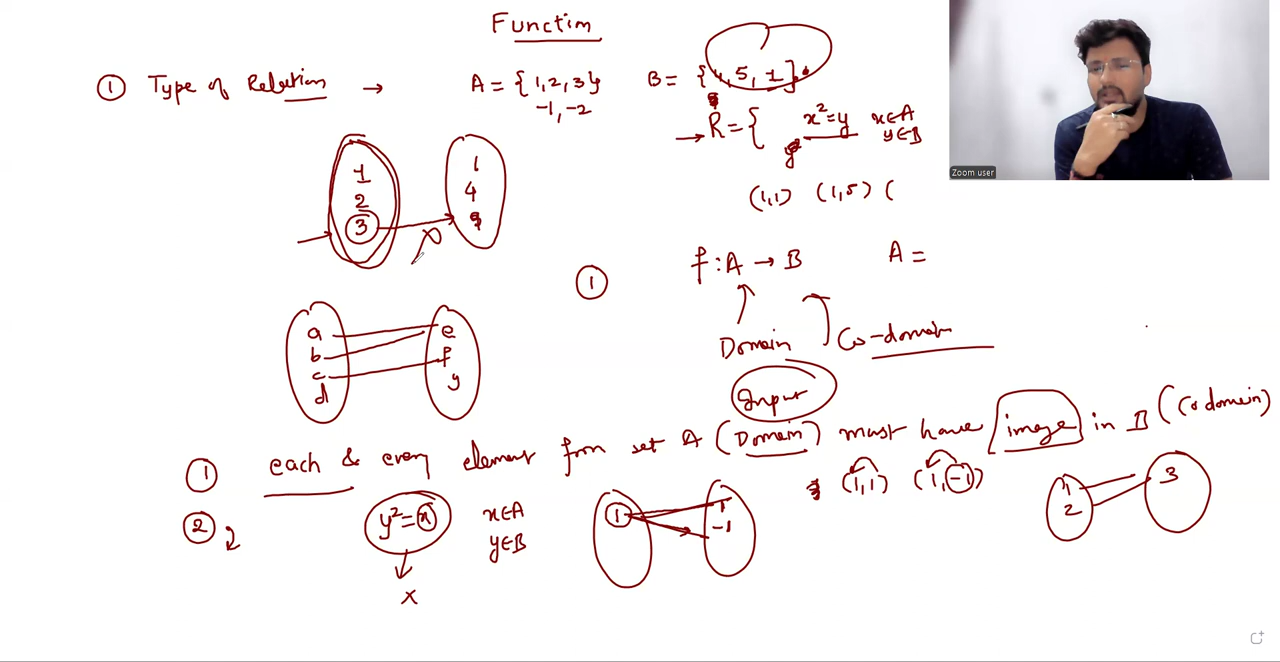 Function
① Type of Relation → A = { 1, 2, 3 } B = { 4, 5, 1 }
-1, -2
→ R = { x² = y x∈A
y∈B
(1,1) (1,5) (
1
2
3
1
4
① f : A → B A =
Domain Co-domain
Input
a
b
c
d
e
f
y
① each & every element from set A (Domain) must have image in B (Co domain)
② y² = x x∈A
y∈B
x
1
1
-1
(1,1) (1,-1)
1
2
3
Zoom user